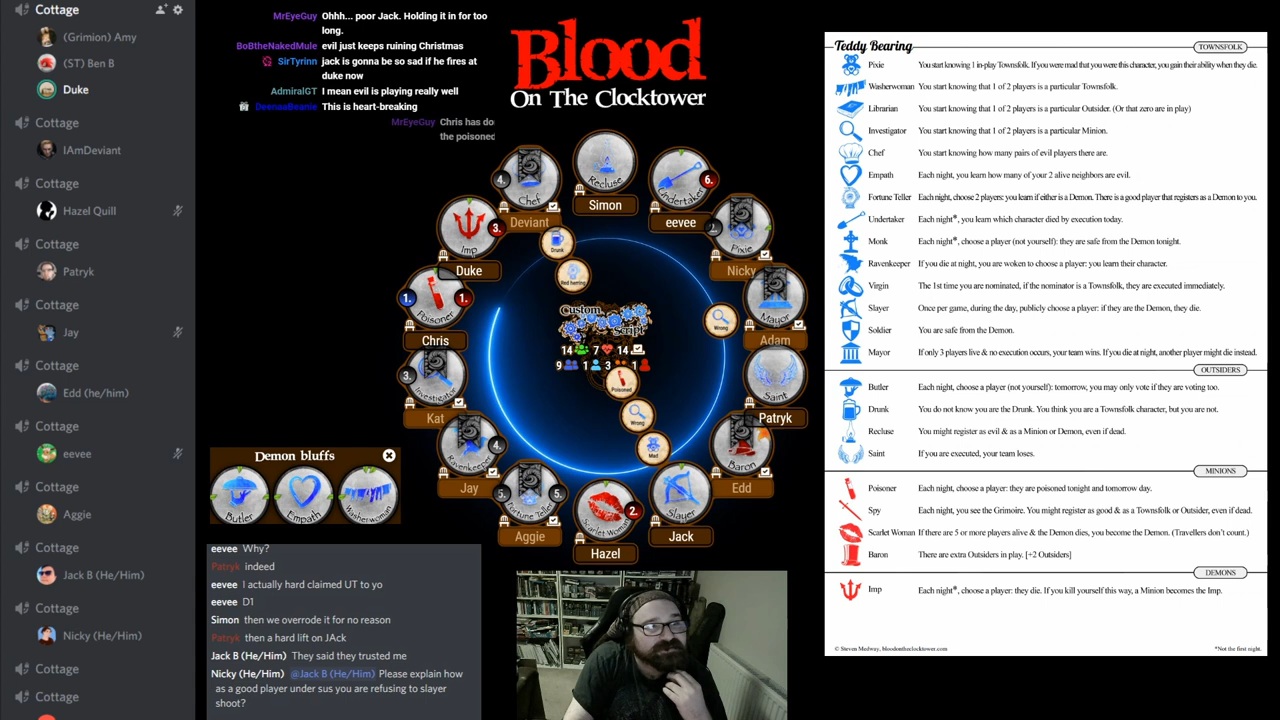 Cottage
(Grimion) Amy
(ST) Ben B
Duke
Cottage
IAmDeviant
Cottage
Hazel Quill
Cottage
Patryk
Cottage
Jay
Cottage
Edd (he/him)
Cottage
eevee
Cottage
Aggie
Cottage
Jack B (He/Him)
Cottage
Nicky (He/Him)
Cottage
Cottage
MrEyeGuy Ohhh... poor Jack. Holding it in for too
long.
BoBtheNakedMule evil just keeps ruining Christmas
SirTyrinn jack is gonna be so sad if he fires at
duke now
AdmiralGT I mean evil is playing really well
DeenaaBeanie This is heart-breaking
MrEyeGuy Chris has do
the poisoned
Blood
On The Clocktower
Recluse
Simon
Undertaker
6.
eevee
Pixie
2.
Nicky
Mayor
Adam
Saint
Patryk
Baron
Edd
Slayer
Jack
Scarlet Woman
2.
Hazel
Fortune Teller
5.
5.
Aggie
Ravenkeeper
4.
Jay
Investigator
3.
Kat
Poisoner
1.
1.
Chris
Imp
3.
Duke
Chef
4.
Deviant
Drunk
Red herring
Wrong
Custom
Script
14 7 14
9 1 3 1
Poisoned
Wrong
Mad
Demon bluffs
Butler
Empath
Washerwoman
eevee Why?
Patryk indeed
eevee I actually hard claimed UT to yo
eevee D1
Simon then we overrode it for no reason
Patryk then a hard lift on JAck
Jack B (He/Him) They said they trusted me
Nicky (He/Him) @Jack B (He/Him) Please explain how
as a good player under sus you are refusing to slayer
shoot?
Teddy Bearing
TOWNSFOLK
Pixie You start knowing 1 in-play Townsfolk. If you were mad that you were this character, you gain their ability when they die.
Washerwoman You start knowing that 1 of 2 players is a particular Townsfolk.
Librarian You start knowing that 1 of 2 players is a particular Outsider. (Or that zero are in play)
Investigator You start knowing that 1 of 2 players is a particular Minion.
Chef You start knowing how many pairs of evil players there are.
Empath Each night, you learn how many of your 2 alive neighbors are evil.
Fortune Teller Each night, choose 2 players: you learn if either is a Demon. There is a good player that registers as a Demon to you.
Undertaker Each night*, you learn which character died by execution today.
Monk Each night*, choose a player (not yourself): they are safe from the Demon tonight.
Ravenkeeper If you die at night, you are woken to choose a player: you learn their character.
Virgin The 1st time you are nominated, if the nominator is a Townsfolk, they are executed immediately.
Slayer Once per game, during the day, publicly choose a player: if they are the Demon, they die.
Soldier You are safe from the Demon.
Mayor If only 3 players live & no execution occurs, your team wins. If you die at night, another player might die instead.
OUTSIDERS
Butler Each night, choose a player (not yourself): tomorrow, you may only vote if they are voting too.
Drunk You do not know you are the Drunk. You think you are a Townsfolk character, but you are not.
Recluse You might register as evil & as a Minion or Demon, even if dead.
Saint If you are executed, your team loses.
MINIONS
Poisoner Each night, choose a player: they are poisoned tonight and tomorrow day.
Spy Each night, you see the Grimoire. You might register as good & as a Townsfolk or Outsider, even if dead.
Scarlet Woman If there are 5 or more players alive & the Demon dies, you become the Demon. (Travellers don't count.)
Baron There are extra Outsiders in play. [+2 Outsiders]
DEMONS
Imp Each night*, choose a player: they die. If you kill yourself this way, a Minion becomes the Imp.
© Steven Medway, bloodontheclocktower.com
*Not the first night.